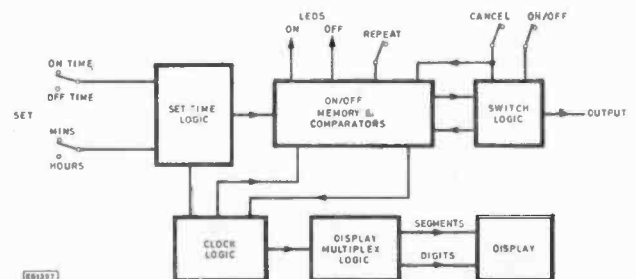 CANCEL ON/OFF
LEDS
ON OFF REPEAT
ON TIME
OFF TIME
SET
MINS
HOURS
SET TIME
LOGIC
ON/OFF
MEMORY &
COMPARATORS
SWITCH
LOGIC
OUTPUT
CLOCK
LOGIC
DISPLAY
MULTIPLEX
LOGIC
SEGMENTS
DIGITS
DISPLAY